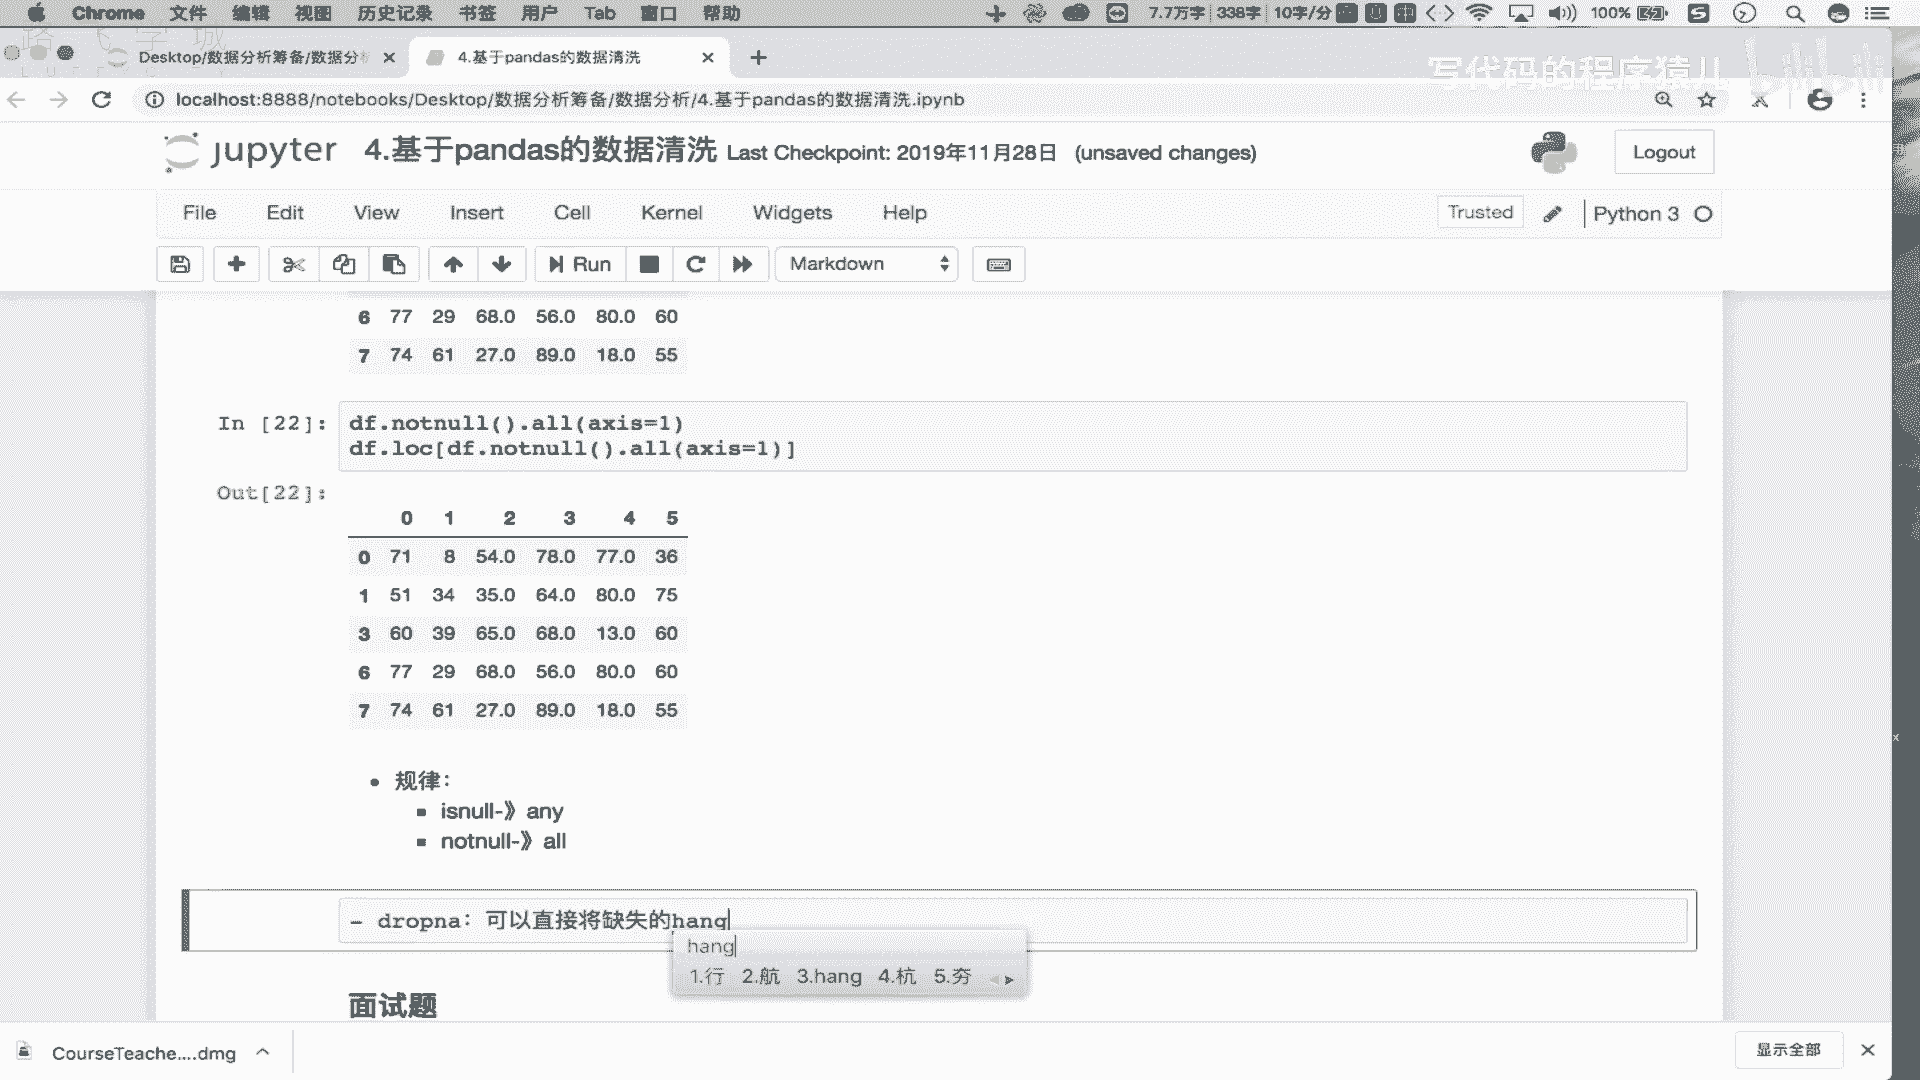 Chrome 文件 编辑 视图 历史记录 书签 用户 Tab 窗口 帮助 7.7万字 338字 10字/分 100%
Desktop/数据分析筹备/数据分析
4.基于pandas的数据清洗
写代码的程序猿儿 bilibili
localhost:8888/notebooks/Desktop/数据分析筹备/数据分析/4.基于pandas的数据清洗.ipynb
jupyter 4.基于pandas的数据清洗 Last Checkpoint: 2019年11月28日 (unsaved changes) Logout
File Edit View Insert Cell Kernel Widgets Help Trusted Python 3
Run Markdown
6 77 29 68.0 56.0 80.0 60
7 74 61 27.0 89.0 18.0 55
In [22]: df.notnull().all(axis=1)
df.loc[df.notnull().all(axis=1)]
Out[22]:
0 1 2 3 4 5
0 71 8 54.0 78.0 77.0 36
1 51 34 35.0 64.0 80.0 75
3 60 39 65.0 68.0 13.0 60
6 77 29 68.0 56.0 80.0 60
7 74 61 27.0 89.0 18.0 55
规律：
isnull-》any
notnull-》all
- dropna：可以直接将缺失的hang
hang
1.行 2.航 3.hang 4.杭 5.夯
面试题
CourseTeache....dmg 显示全部